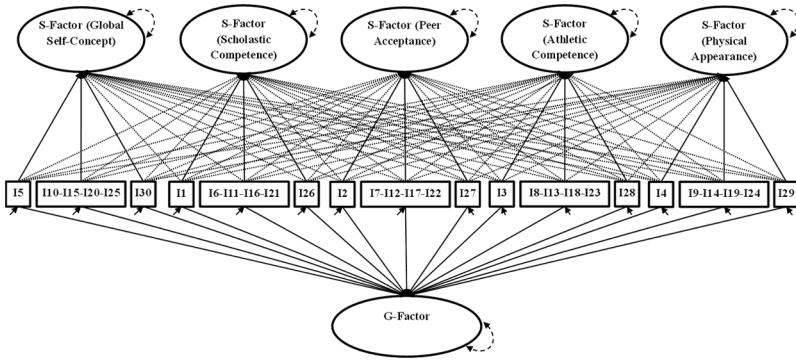 S-Factor (Global
Self-Concept)
S-Factor
(Scholastic
Competence)
S-Factor (Peer
Acceptance)
S-Factor
(Athletic
Competence)
S-Factor
(Physical
Appearance)
I5
I10-I15-I20-I25
I30
I1
I6-I11-I16-I21
I26
I2
I7-I12-I17-I22
I27
I3
I8-I13-I18-I23
I28
I4
I9-I14-I19-I24
I29
G-Factor